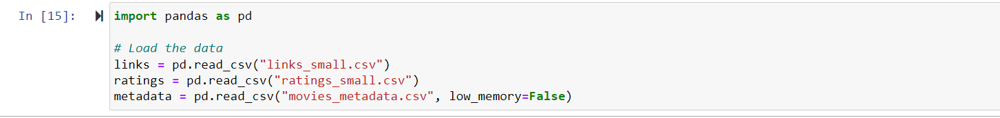 In [15]:
import pandas as pd
# Load the data
links = pd.read_csv("links_small.csv")
ratings = pd.read_csv("ratings_small.csv")
metadata = pd.read_csv("movies_metadata.csv", low_memory=False)